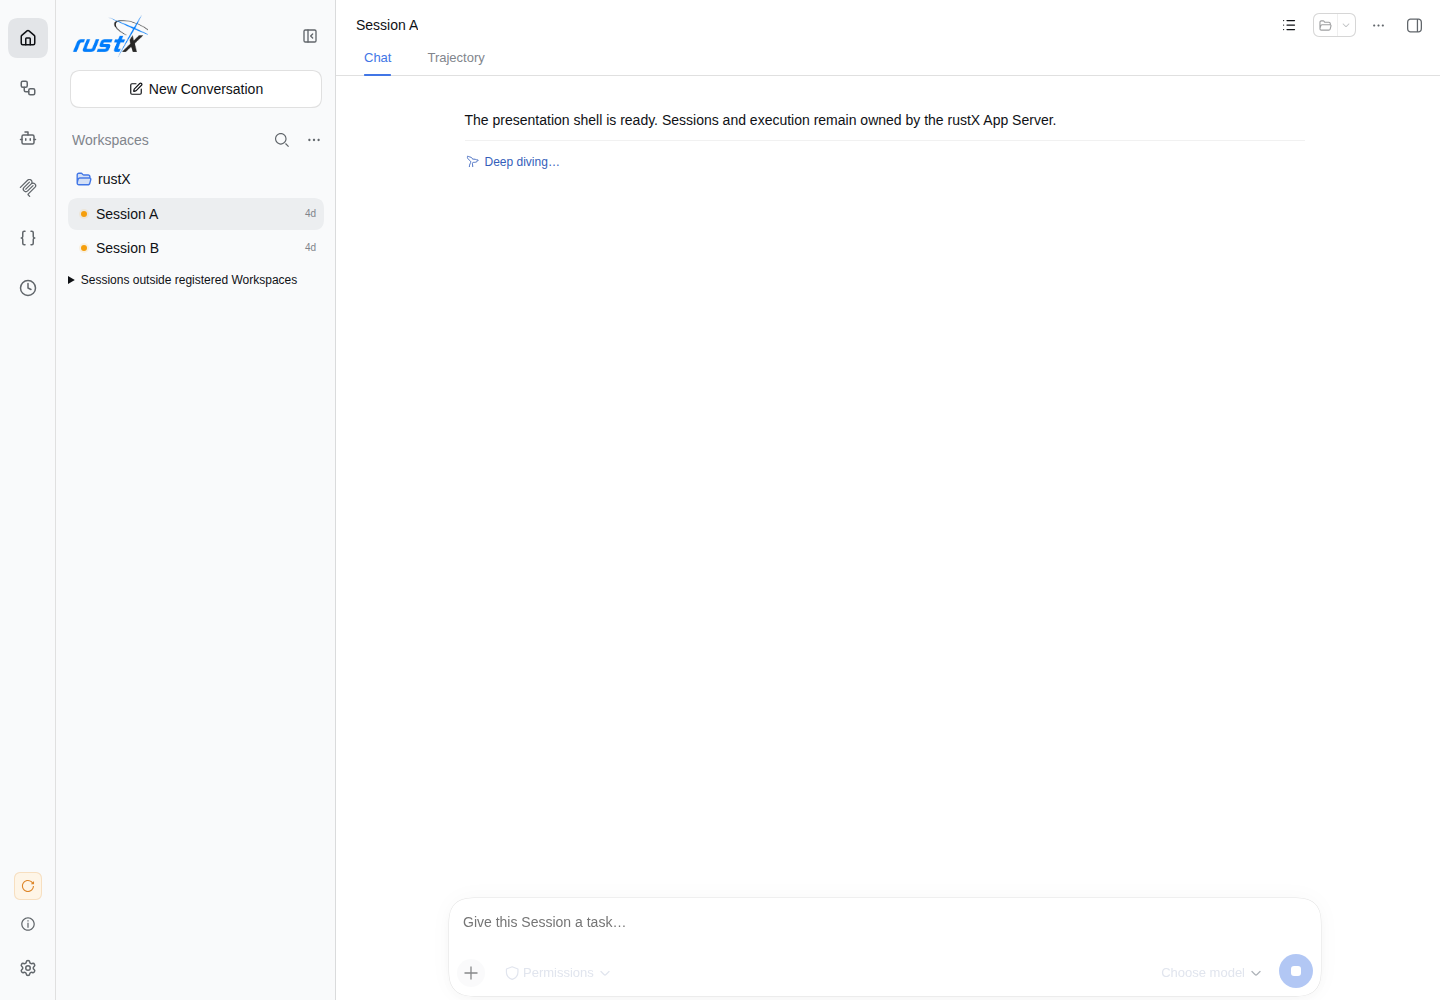 rustX
New Conversation
Workspaces
rustX
Session A 4d
Session B 4d
Sessions outside registered Workspaces
Session A
Chat Trajectory
The presentation shell is ready. Sessions and execution remain owned by the rustX App Server.
Deep diving…
Give this Session a task…
Permissions
Choose model